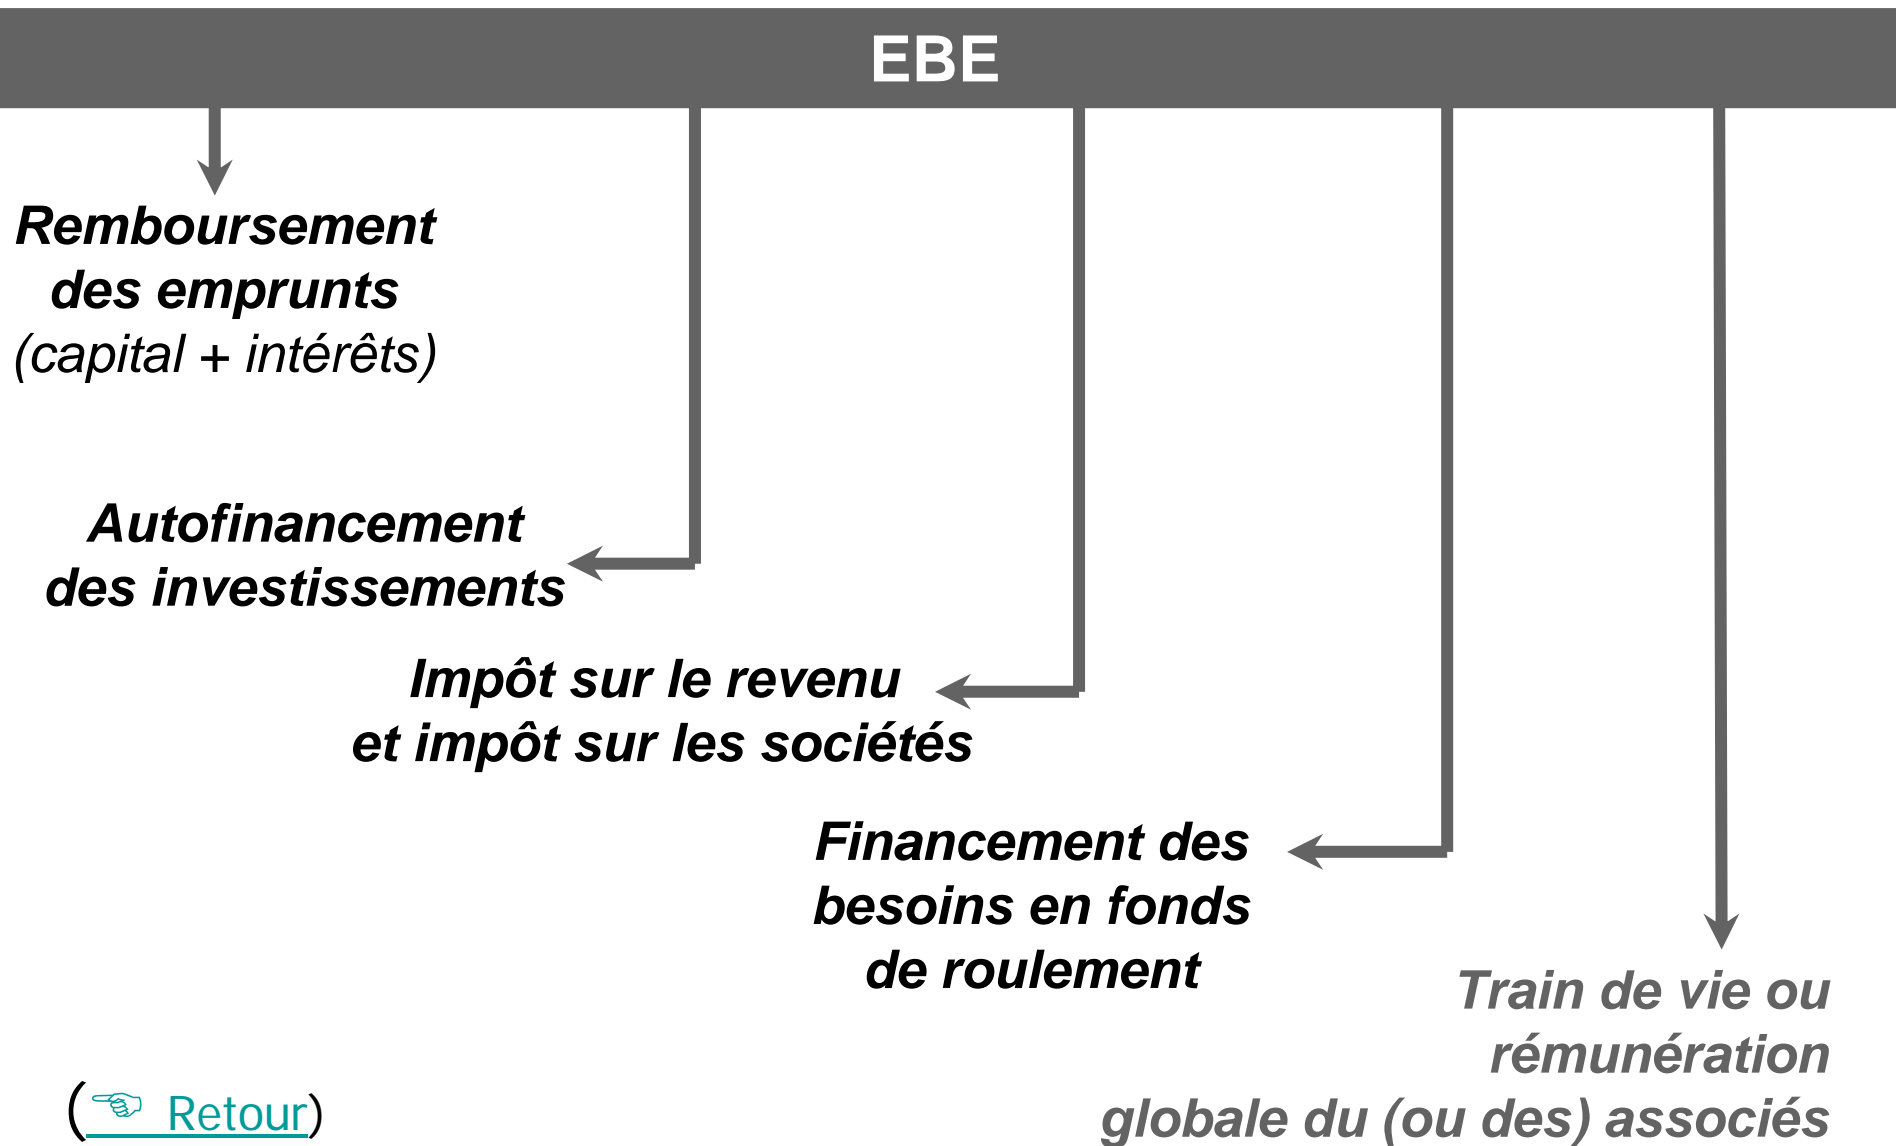 EBE
Remboursement
des emprunts
(capital + intérêts)
Autofinancement
des investissements
Impôt sur le revenu
et impôt sur les sociétés
Financement des
besoins en fonds
de roulement
Train de vie ou
rémunération
globale du (ou des) associés
(☜ Retour)